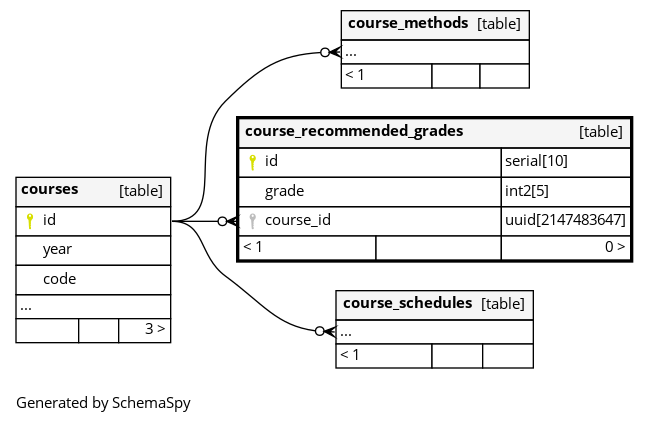 course_methods [table]
...
< 1
course_recommended_grades [table]
id serial[10]
grade int2[5]
course_id uuid[2147483647]
< 1 0 >
courses [table]
id
year
code
...
3 >
course_schedules [table]
...
< 1
Generated by SchemaSpy